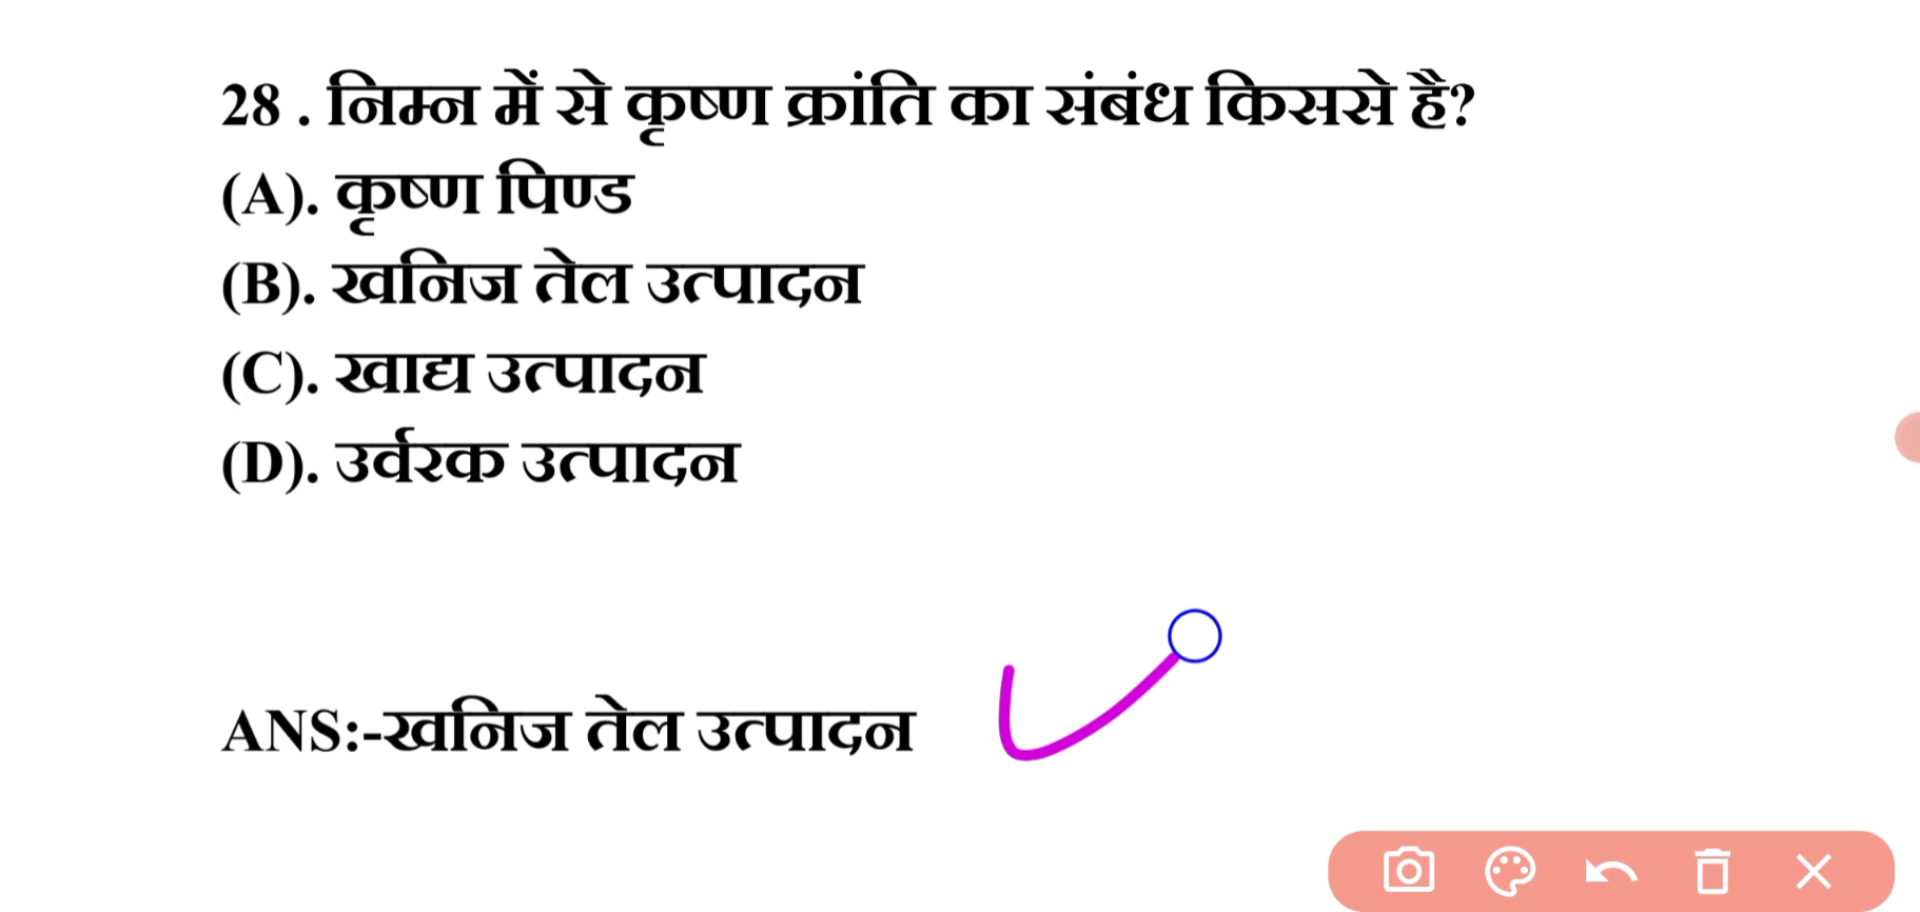 28 . निम्न में से कृष्ण क्रांति का संबंध किससे है?
(A). कृष्ण पिण्ड
(B). खनिज तेल उत्पादन
(C). खाद्य उत्पादन
(D). उर्वरक उत्पादन
ANS:-खनिज तेल उत्पादन